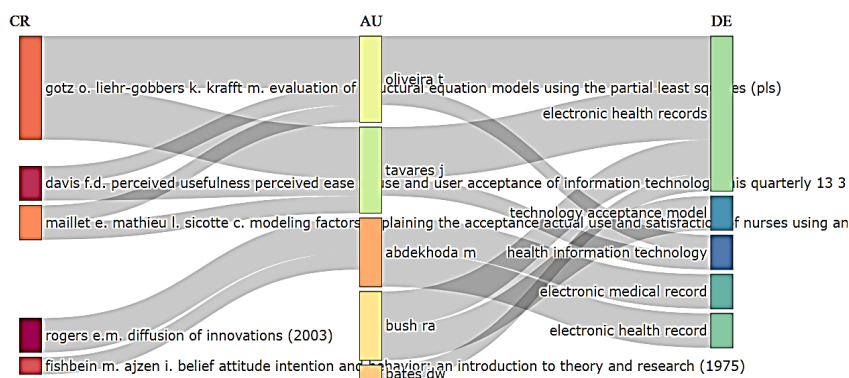 CR
AU
DE
gotz o. liehr-gobbers k. krafft m. evaluation of structural equation models using the partial least squares (pls)
oliveira t
electronic health records
tavares j
davis f.d. perceived usefulness perceived ease use and user acceptance of information technology mis quarterly 13 3
technology acceptance model
maillet e. mathieu l. sicotte c. modeling factors explaining the acceptance actual use and satisfaction of nurses using an
abdekhoda m
health information technology
electronic medical record
bush ra
electronic health record
rogers e.m. diffusion of innovations (2003)
fishbein m. ajzen i. belief attitude intention and behavior: an introduction to theory and research (1975)
bates dw